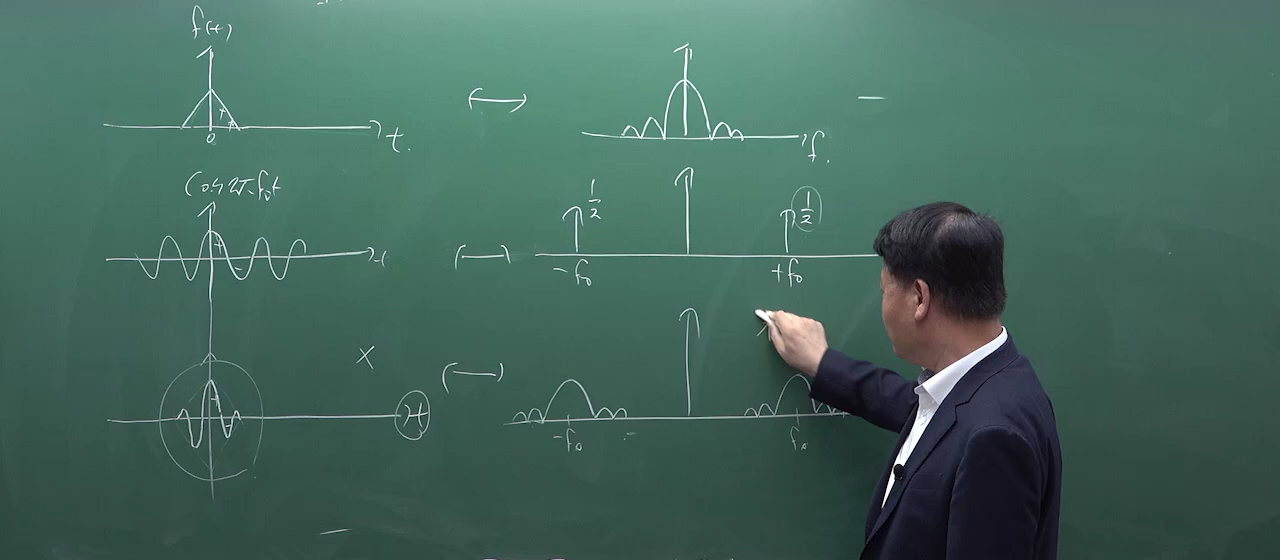 f(t)
0
t.
f.
Cos 2πf₀t
t
1/2
1/2
-f₀
+f₀
X
t
-f₀
f₀